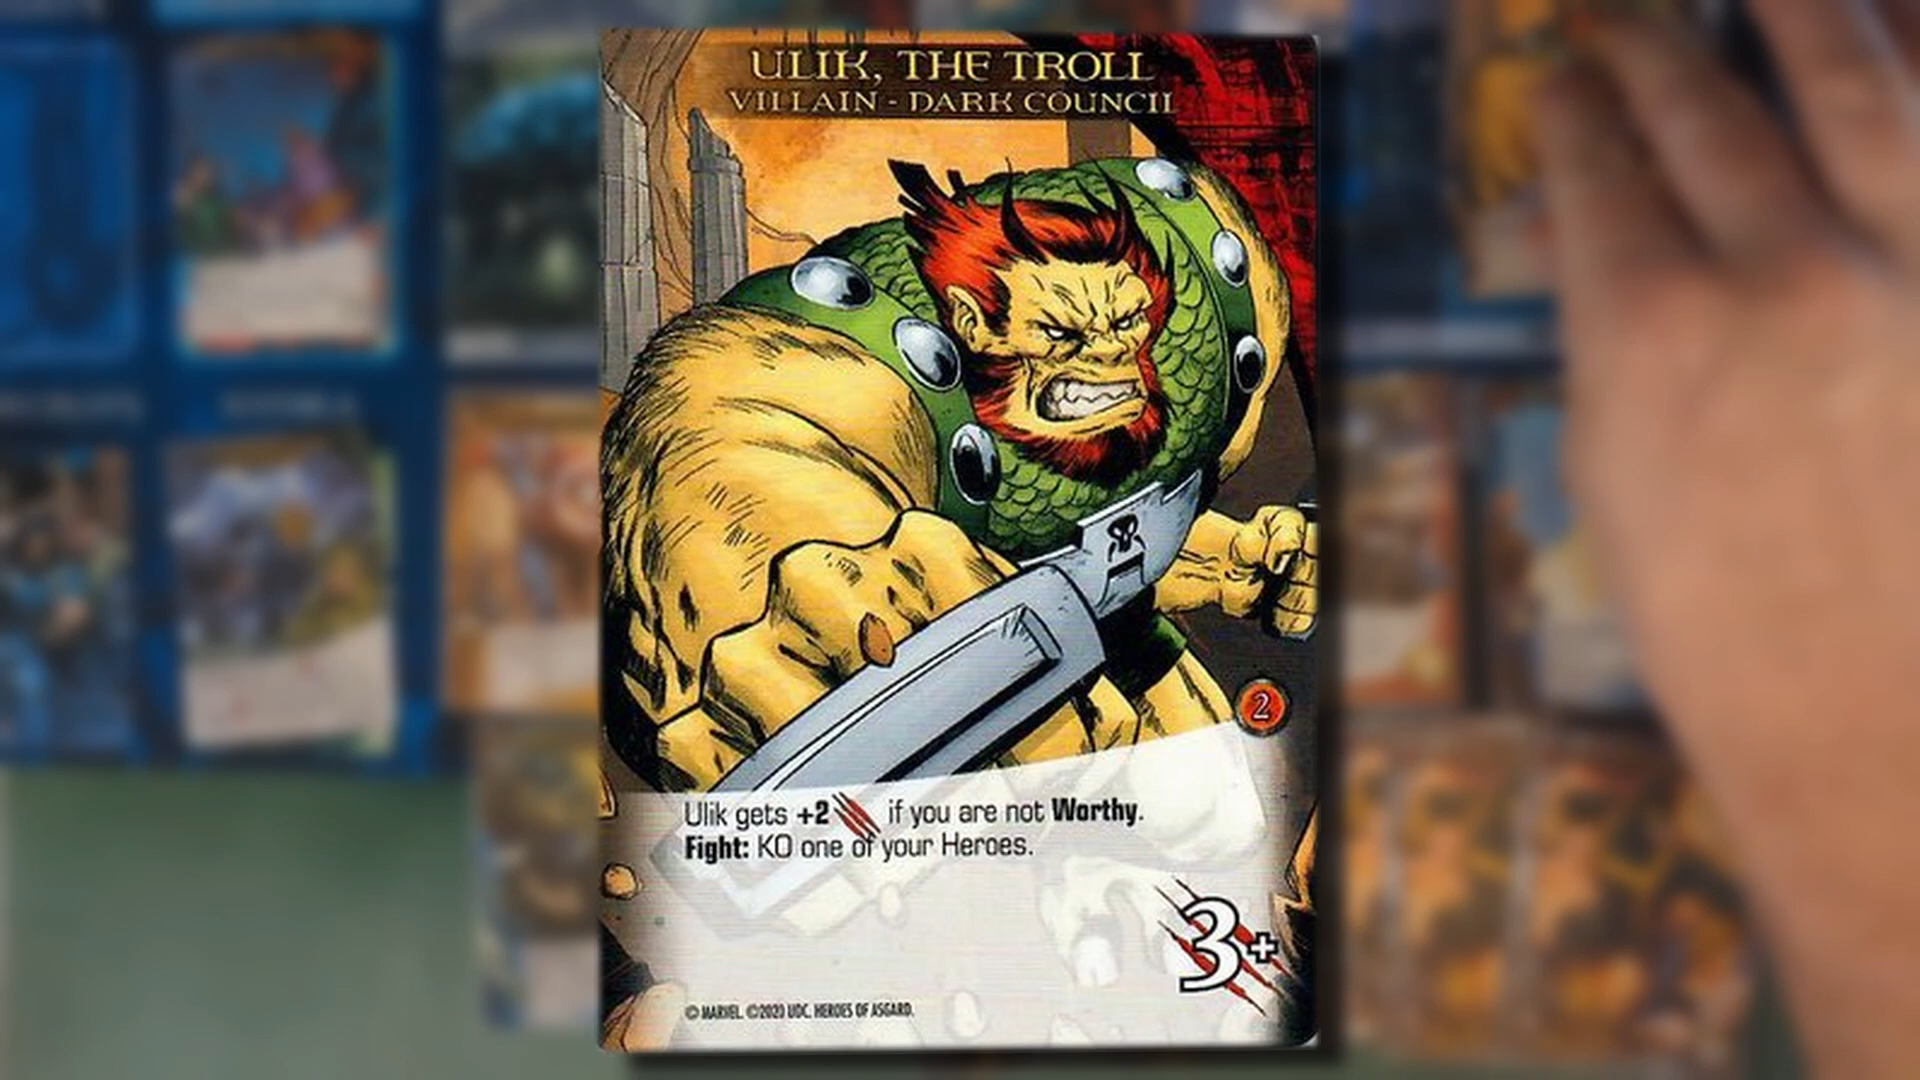 ULIK, THE TROLL
VILLAIN - DARK COUNCIL
2
Ulik gets +2 if you are not Worthy.
Fight: KO one of your Heroes.
3+
© MARVEL. ©2020 UDC. HEROES OF ASGARD.